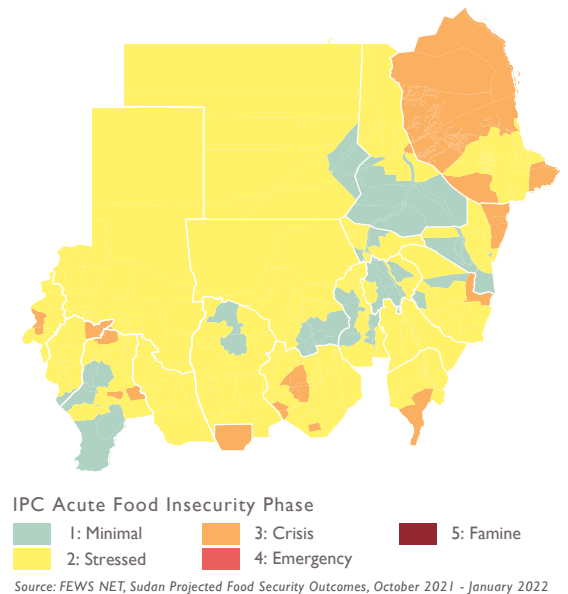 IPC Acute Food Insecurity Phase
1: Minimal 3: Crisis 5: Famine
2: Stressed 4: Emergency
Source: FEWS NET, Sudan Projected Food Security Outcomes, October 2021 - January 2022